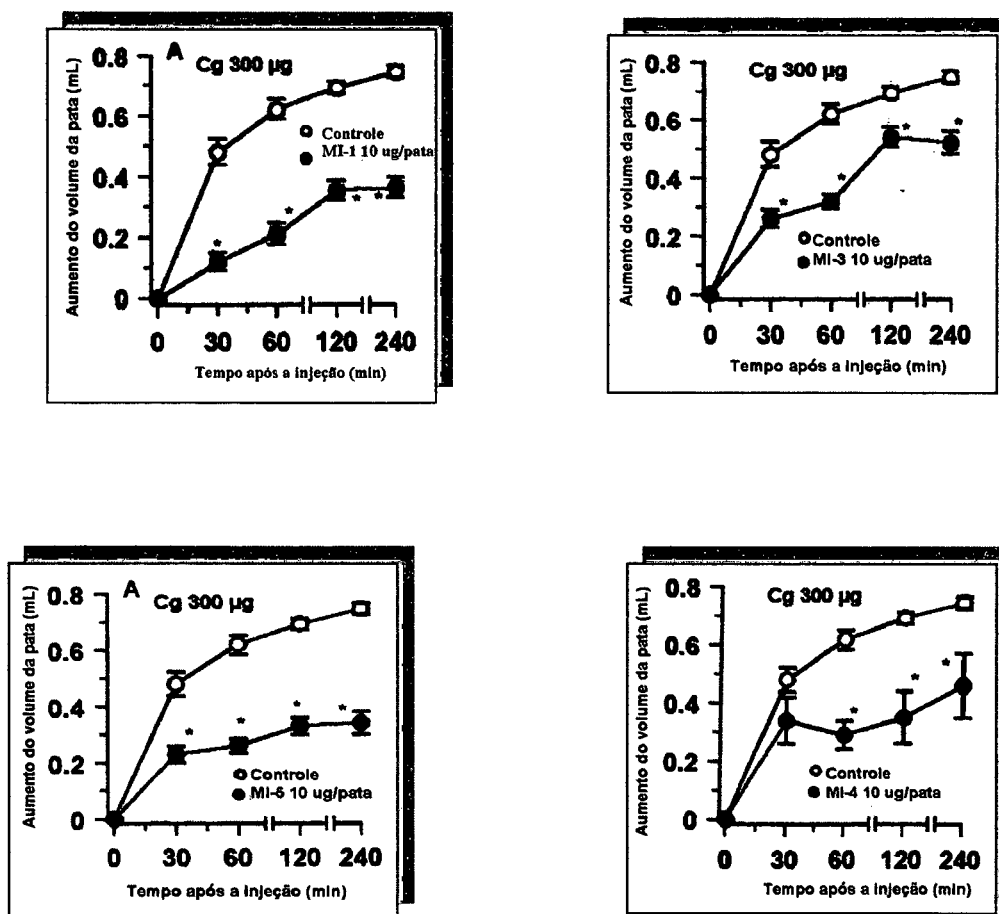 A
Cg 300 µg
Aumento do volume da pata (mL)
0.8
0.6
0.4
0.2
0
Controle
MI-1 10 ug/pata
* * * *
0 30 60 120 240
Tempo após a injeção (min)
Cg 300 µg
Aumento do volume da pata (mL)
0.8
0.6
0.4
0.2
0
* * * *
Controle
MI-3 10 ug/pata
0 30 60 120 240
Tempo após a injeção (min)
A
Cg 300 µg
Aumento do volume da pata (mL)
0.8
0.6
0.4
0.2
0
* * * *
Controle
MI-5 10 ug/pata
0 30 60 120 240
Tempo após a injeção (min)
Cg 300 µg
Aumento do volume da pata (mL)
0.8
0.6
0.4
0.2
0
* * *
Controle
MI-4 10 ug/pata
0 30 60 120 240
Tempo após a injeção (min)